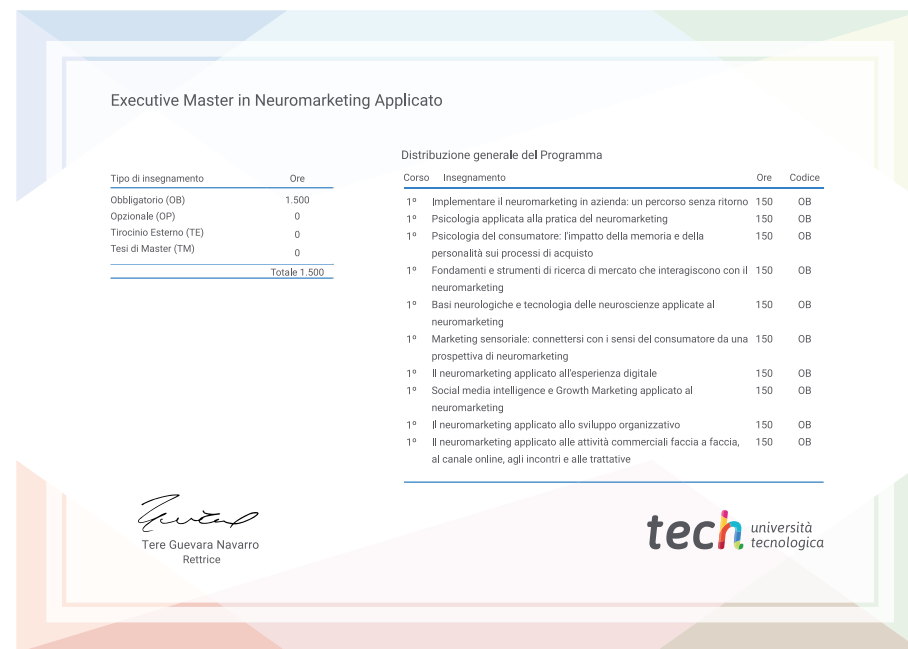 Executive Master in Neuromarketing Applicato
Tipo di insegnamento Ore
Obbligatorio (OB) 1.500
Opzionale (OP) 0
Tirocinio Esterno (TE) 0
Tesi di Master (TM) 0
Totale 1.500
Distribuzione generale del Programma
Corso Insegnamento Ore Codice
1º Implementare il neuromarketing in azienda: un percorso senza ritorno 150 OB
1º Psicologia applicata alla pratica del neuromarketing 150 OB
1º Psicologia del consumatore: l'impatto della memoria e della 150 OB
personalità sui processi di acquisto
1º Fondamenti e strumenti di ricerca di mercato che interagiscono con il 150 OB
neuromarketing
1º Basi neurologiche e tecnologia delle neuroscienze applicate al 150 OB
neuromarketing
1º Marketing sensoriale: connettersi con i sensi del consumatore da una 150 OB
prospettiva di neuromarketing
1º Il neuromarketing applicato all'esperienza digitale 150 OB
1º Social media intelligence e Growth Marketing applicato al 150 OB
neuromarketing
1º Il neuromarketing applicato allo sviluppo organizzativo 150 OB
1º Il neuromarketing applicato alle attività commerciali faccia a faccia, 150 OB
al canale online, agli incontri e alle trattative
Tere Guevara Navarro
Rettrice
tech università
tecnologica